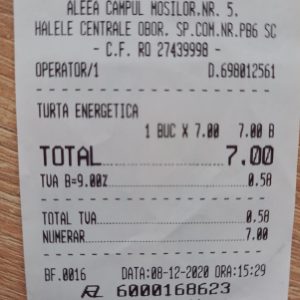 ALEEA CAMPUL MOSILOR.NR. 5.
HALELE CENTRALE OBOR. SP.COM.NR.PB6 SC
- C.F. RO 27439998 -
OPERATOR/1 D.698012561
TURTA ENERGETICA
1 BUC X 7.00 7.00 B
TOTAL 7.00
TVA B=9.00% 0.58
TOTAL TVA 0.58
NUMERAR 7.00
BF.0016 DATA:08-12-2020 ORA:15:29
6000168623